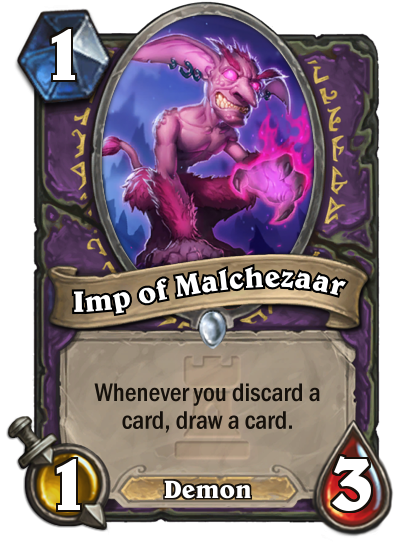 1
Imp of Malchezaar
Whenever you discard a
card, draw a card.
1
Demon
3